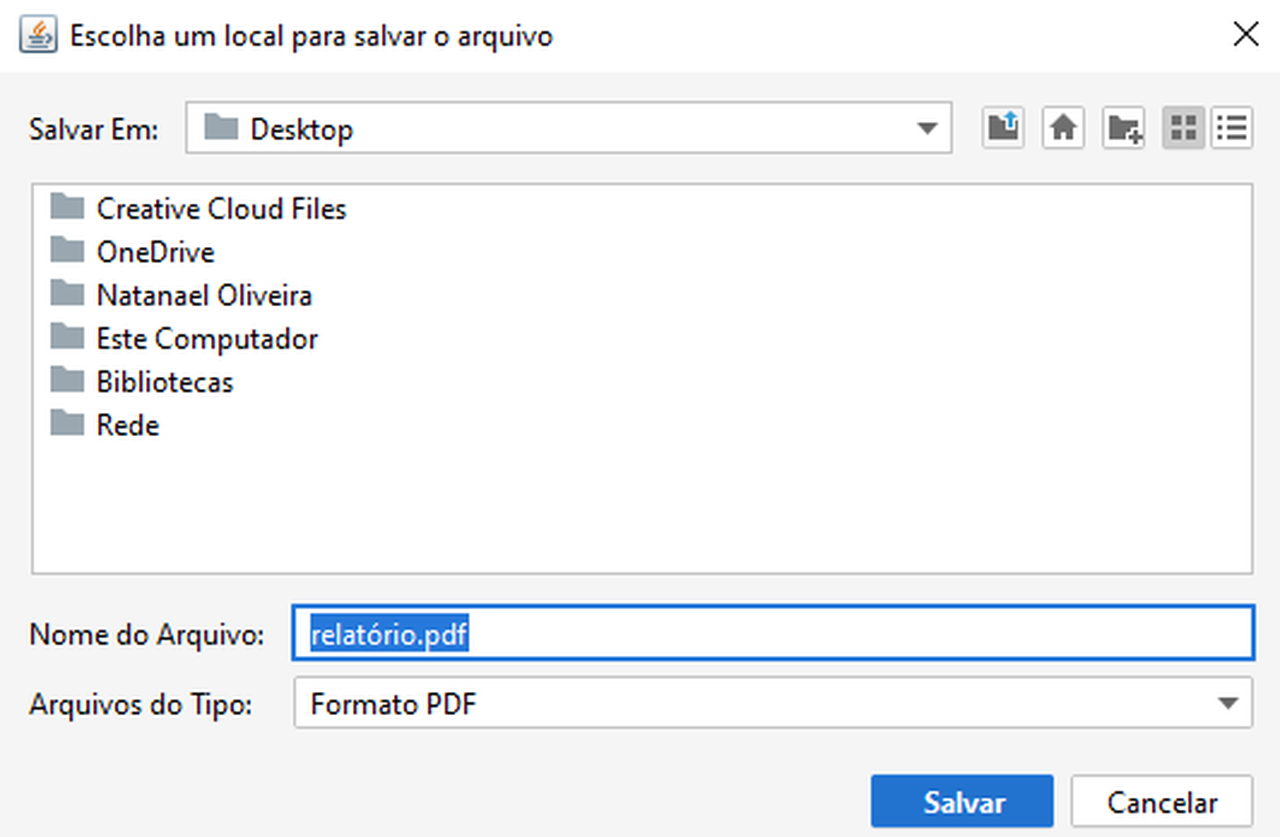 Escolha um local para salvar o arquivo
Salvar Em: Desktop
Creative Cloud Files
OneDrive
Natanael Oliveira
Este Computador
Bibliotecas
Rede
Nome do Arquivo: relatório.pdf
Arquivos do Tipo: Formato PDF
Salvar Cancelar